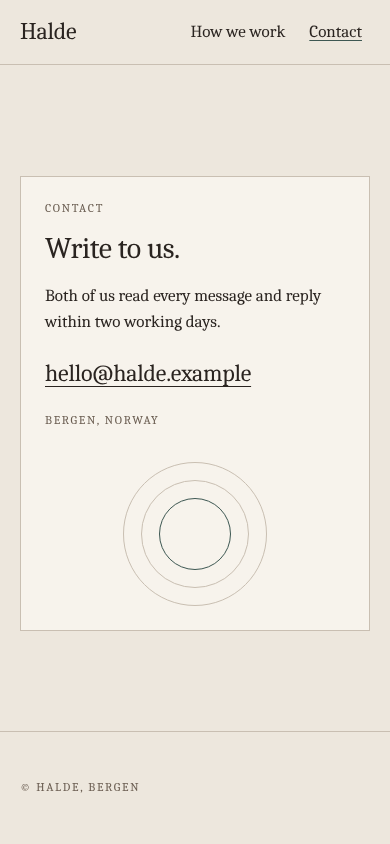 Halde
How we work
Contact
CONTACT
Write to us.
Both of us read every message and reply
within two working days.
hello@halde.example
BERGEN, NORWAY
© HALDE, BERGEN